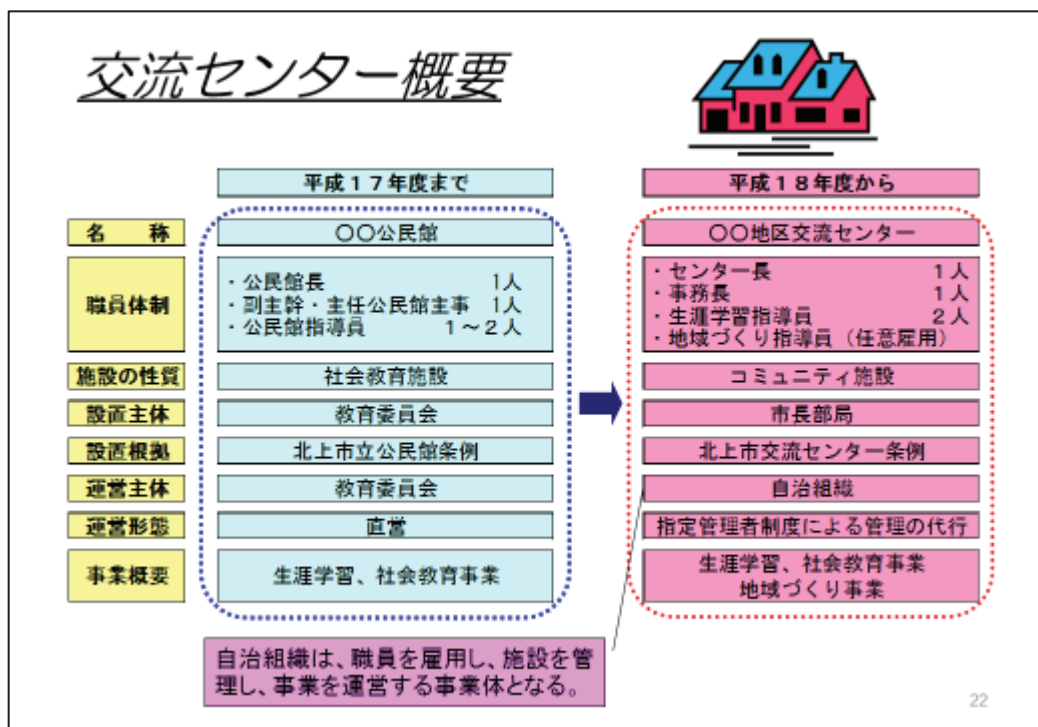 交流センター概要
平成17年度まで 平成18年度から
名　称 〇〇公民館 〇〇地区交流センター
職員体制
・公民館長 1人
・副主幹・主任公民館主事 1人
・公民館指導員 1～2人
・センター長 1人
・事務長 1人
・生涯学習指導員 2人
・地域づくり指導員（任意雇用）
施設の性質 社会教育施設 コミュニティ施設
設置主体 教育委員会 市長部局
設置根拠 北上市立公民館条例 北上市交流センター条例
運営主体 教育委員会 自治組織
運営形態 直営 指定管理者制度による管理の代行
事業概要 生涯学習、社会教育事業 生涯学習、社会教育事業
地域づくり事業
自治組織は、職員を雇用し、施設を管
理し、事業を運営する事業体となる。
22